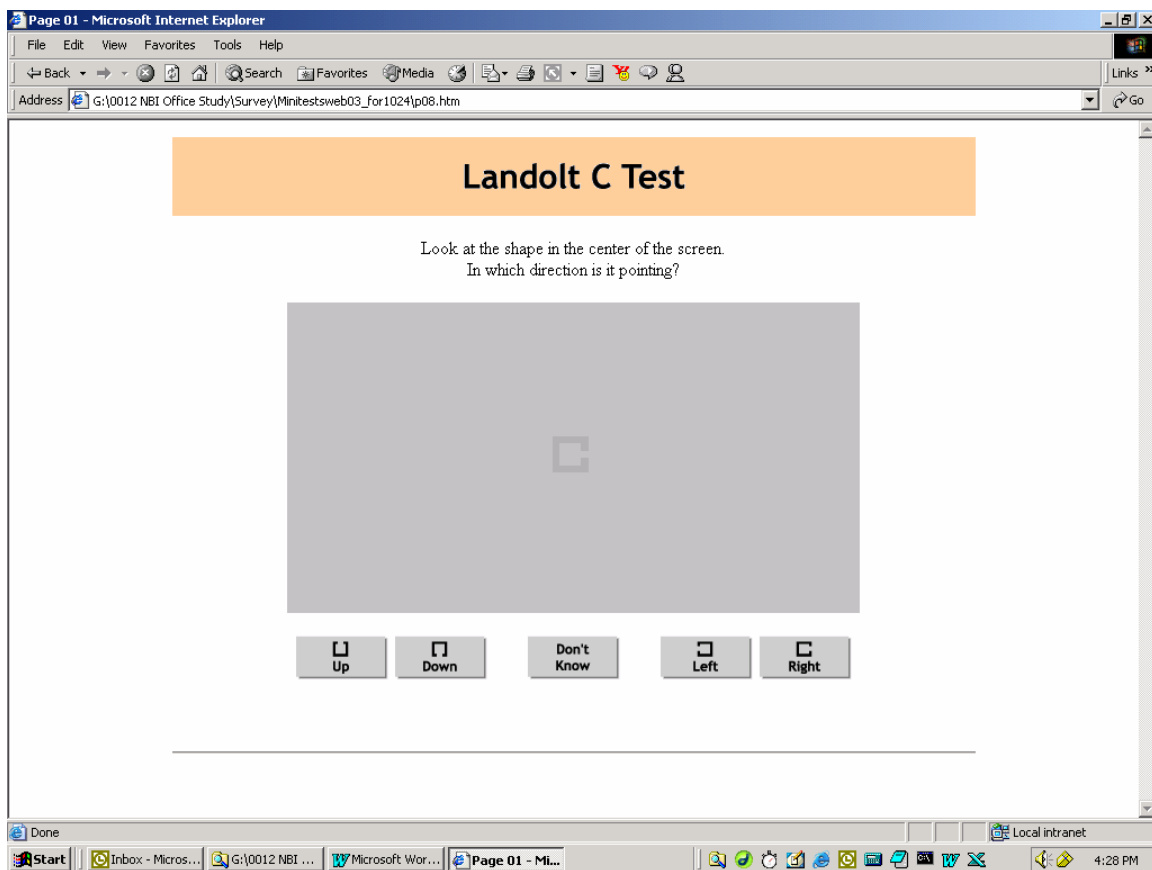 Page 01 - Microsoft Internet Explorer
File Edit View Favorites Tools Help
Back Search Favorites Media Links »
Address G:\0012 NBI Office Study\Survey\Minitestsweb03_for1024\p08.htm Go
Landolt C Test
Look at the shape in the center of the screen.
In which direction is it pointing?
Up Down Don't Know Left Right
Done Local intranet
Start Inbox - Micros... G:\0012 NBI ... Microsoft Wor... Page 01 - Mi... 4:28 PM